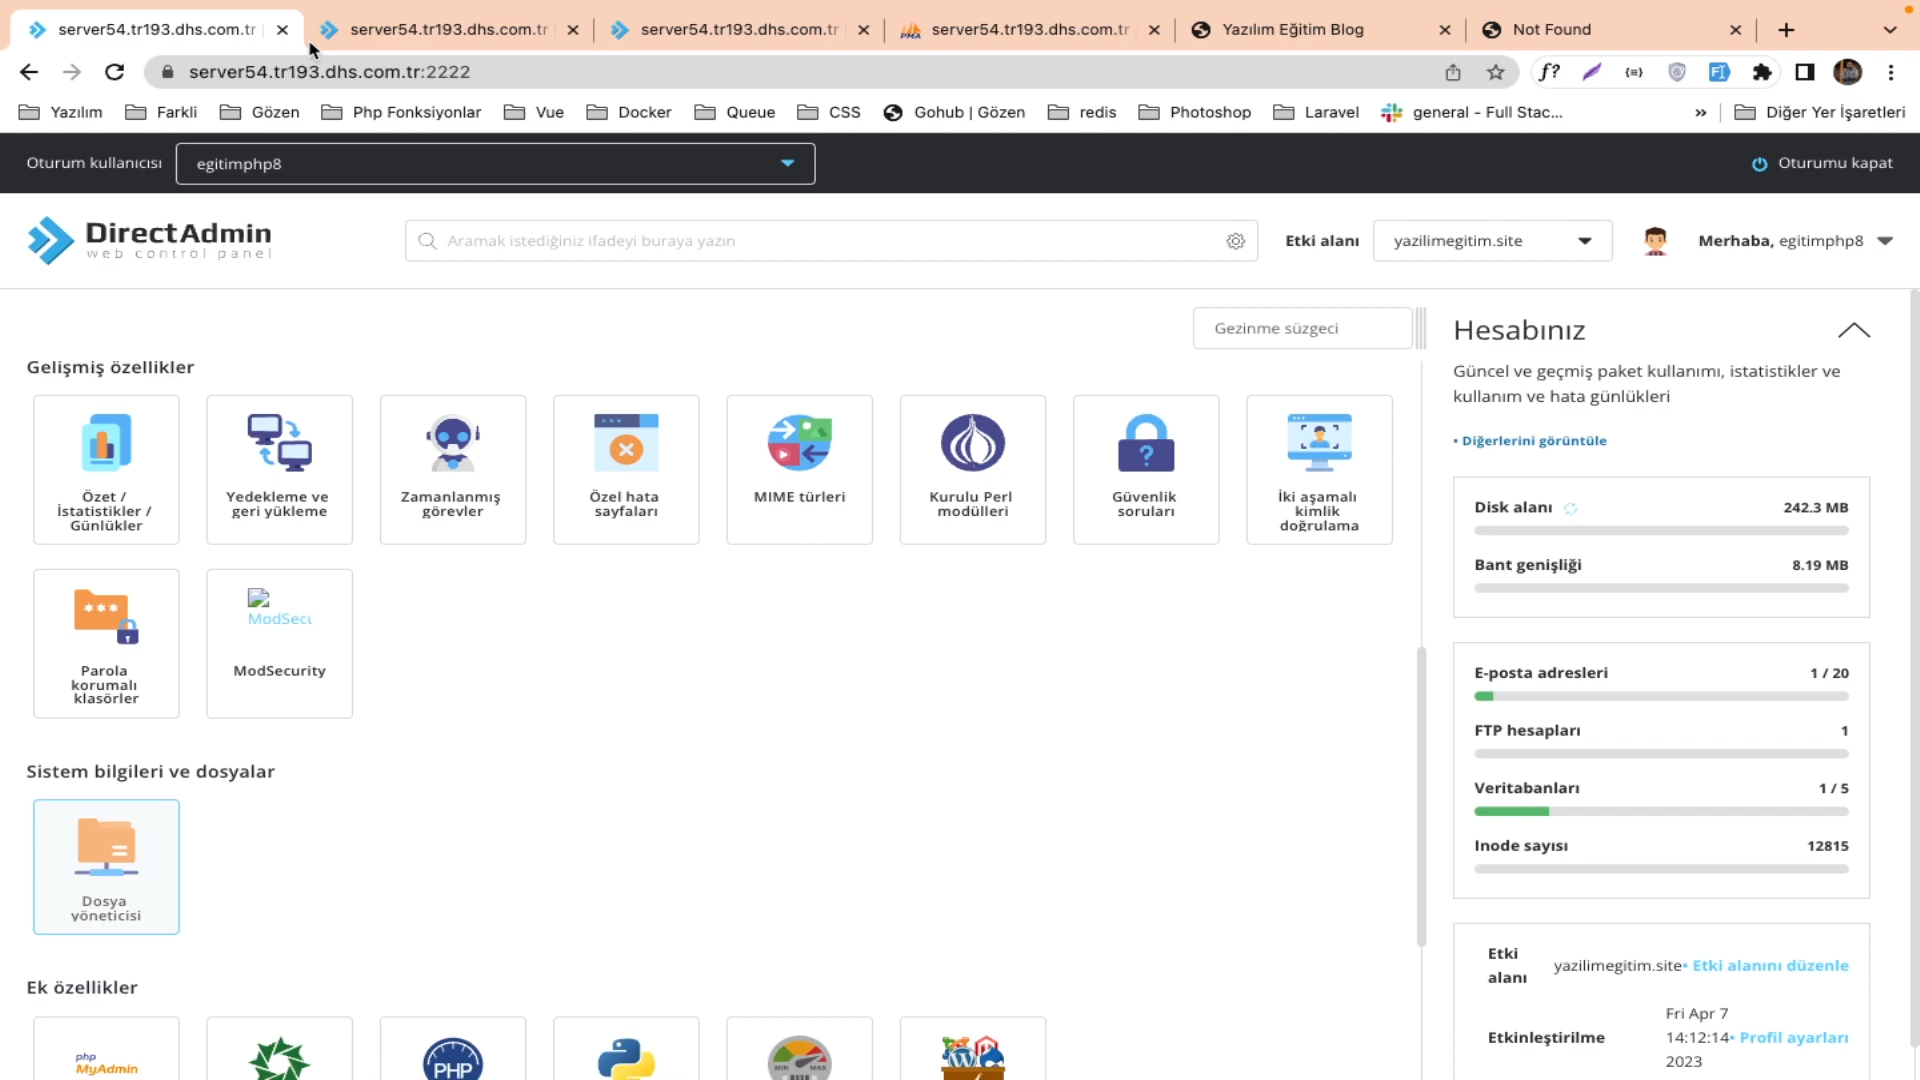 server54.tr193.dhs.com.tr
server54.tr193.dhs.com.tr
server54.tr193.dhs.com.tr
server54.tr193.dhs.com.tr
Yazılım Eğitim Blog
Not Found
server54.tr193.dhs.com.tr:2222
Yazılım
Farkli
Gözen
Php Fonksiyonlar
Vue
Docker
Queue
CSS
Gohub | Gözen
redis
Photoshop
Laravel
general - Full Stac...
Diğer Yer İşaretleri
Oturum kullanıcısı
egitimphp8
Oturumu kapat
DirectAdmin
web control panel
Aramak istediğiniz ifadeyi buraya yazın
Etki alanı
yazilimegitim.site
Merhaba, egitimphp8
Gezinme süzgeci
Gelişmiş özellikler
Özet /
İstatistikler /
Günlükler
Yedekleme ve
geri yükleme
Zamanlanmış
görevler
Özel hata
sayfaları
MIME türleri
Kurulu Perl
modülleri
Güvenlik
soruları
İki aşamalı
kimlik
doğrulama
Parola
korumalı
klasörler
ModSecu
ModSecurity
Sistem bilgileri ve dosyalar
Dosya
yöneticisi
Ek özellikler
php
MyAdmin
PHP
MIN
MAX
Hesabınız
Güncel ve geçmiş paket kullanımı, istatistikler ve
kullanım ve hata günlükleri
• Diğerlerini görüntüle
Disk alanı
242.3 MB
Bant genişliği
8.19 MB
E-posta adresleri
1 / 20
FTP hesapları
1
Veritabanları
1 / 5
Inode sayısı
12815
Etki
alanı
yazilimegitim.site• Etki alanını düzenle
Etkinleştirilme
Fri Apr 7
14:12:14• Profil ayarları
2023